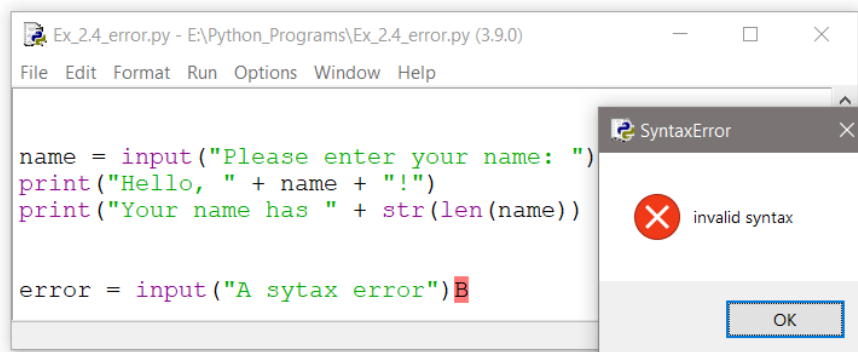 Ex_2.4_error.py - E:\Python_Programs\Ex_2.4_error.py (3.9.0)
File Edit Format Run Options Window Help
name = input("Please enter your name: ")
print("Hello, " + name + "!")
print("Your name has " + str(len(name))
error = input("A sytax error")B
SyntaxError
invalid syntax
OK